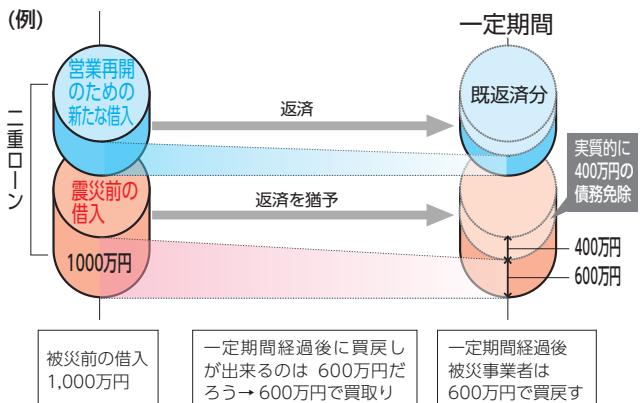 (例)
一定期間
営業再開
のための
新たな借入
二重ローン
返済
既返済分
実質的に
400万円の
債務免除
震災前の
借入
返済を猶予
1000万円
400万円
600万円
被災前の借入
1,000万円
一定期間経過後に買戻し
が出来るのは 600万円だ
ろう→600万円で買取り
一定期間経過後
被災事業者は
600万円で買戻す